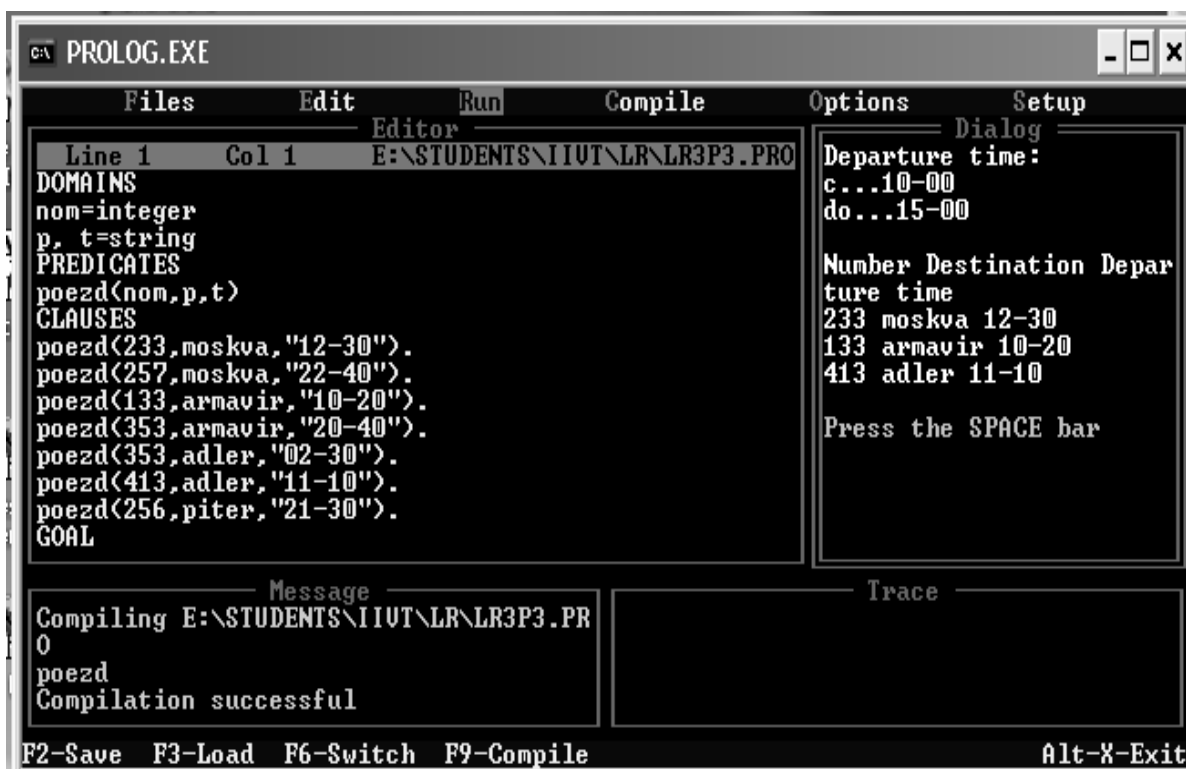 PROLOG.EXE
Files Edit Run Compile Options Setup
Editor
Line 1 Col 1 E:\STUDENTS\IIVT\LR\LR3P3.PRO
DOMAINS
nom=integer
p, t=string
PREDICATES
poezd(nom,p,t)
CLAUSES
poezd(233,moskva,"12-30").
poezd(257,moskva,"22-40").
poezd(133,armavir,"10-20").
poezd(353,armavir,"20-40").
poezd(353,adler,"02-30").
poezd(413,adler,"11-10").
poezd(256,piter,"21-30").
GOAL
Dialog
Departure time:
c...10-00
do...15-00
Number Destination Depar
ture time
233 moskva 12-30
133 armavir 10-20
413 adler 11-10
Press the SPACE bar
Message
Compiling E:\STUDENTS\IIVT\LR\LR3P3.PR
O
poezd
Compilation successful
Trace
F2-Save F3-Load F6-Switch F9-Compile Alt-X-Exit